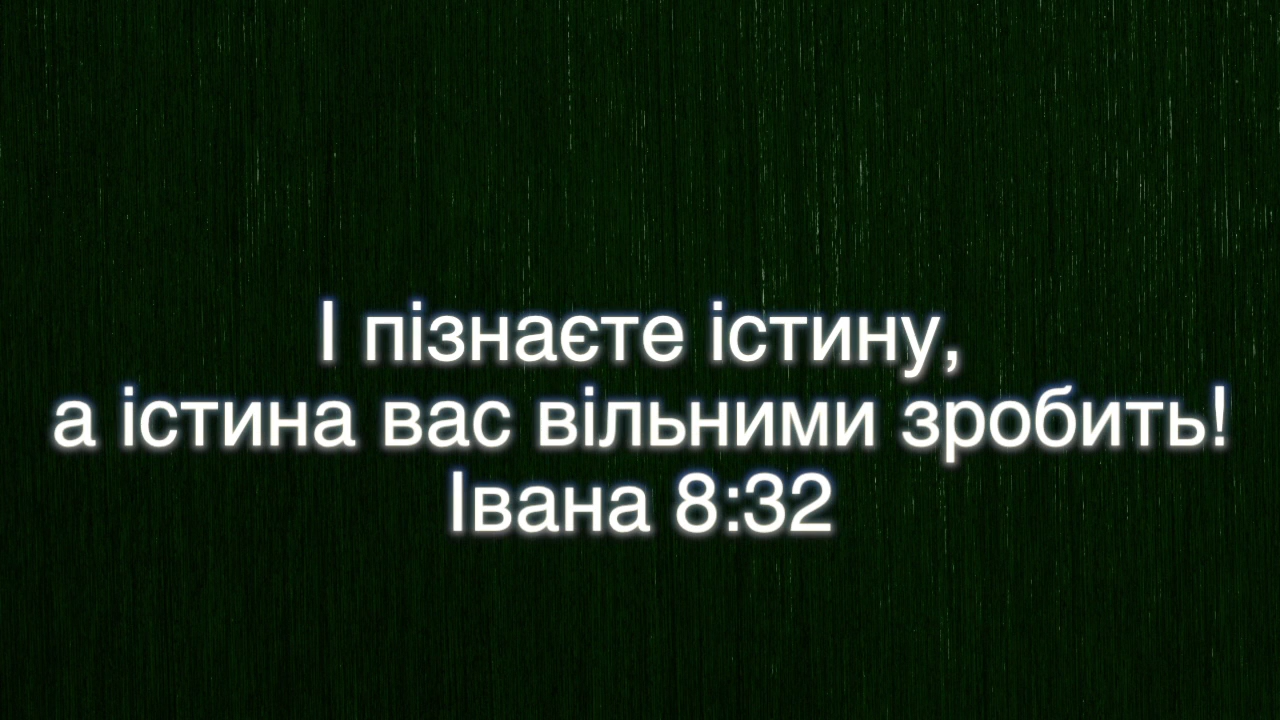 І пізнаєте істину,
а істина вас вільними зробить!
Івана 8:32